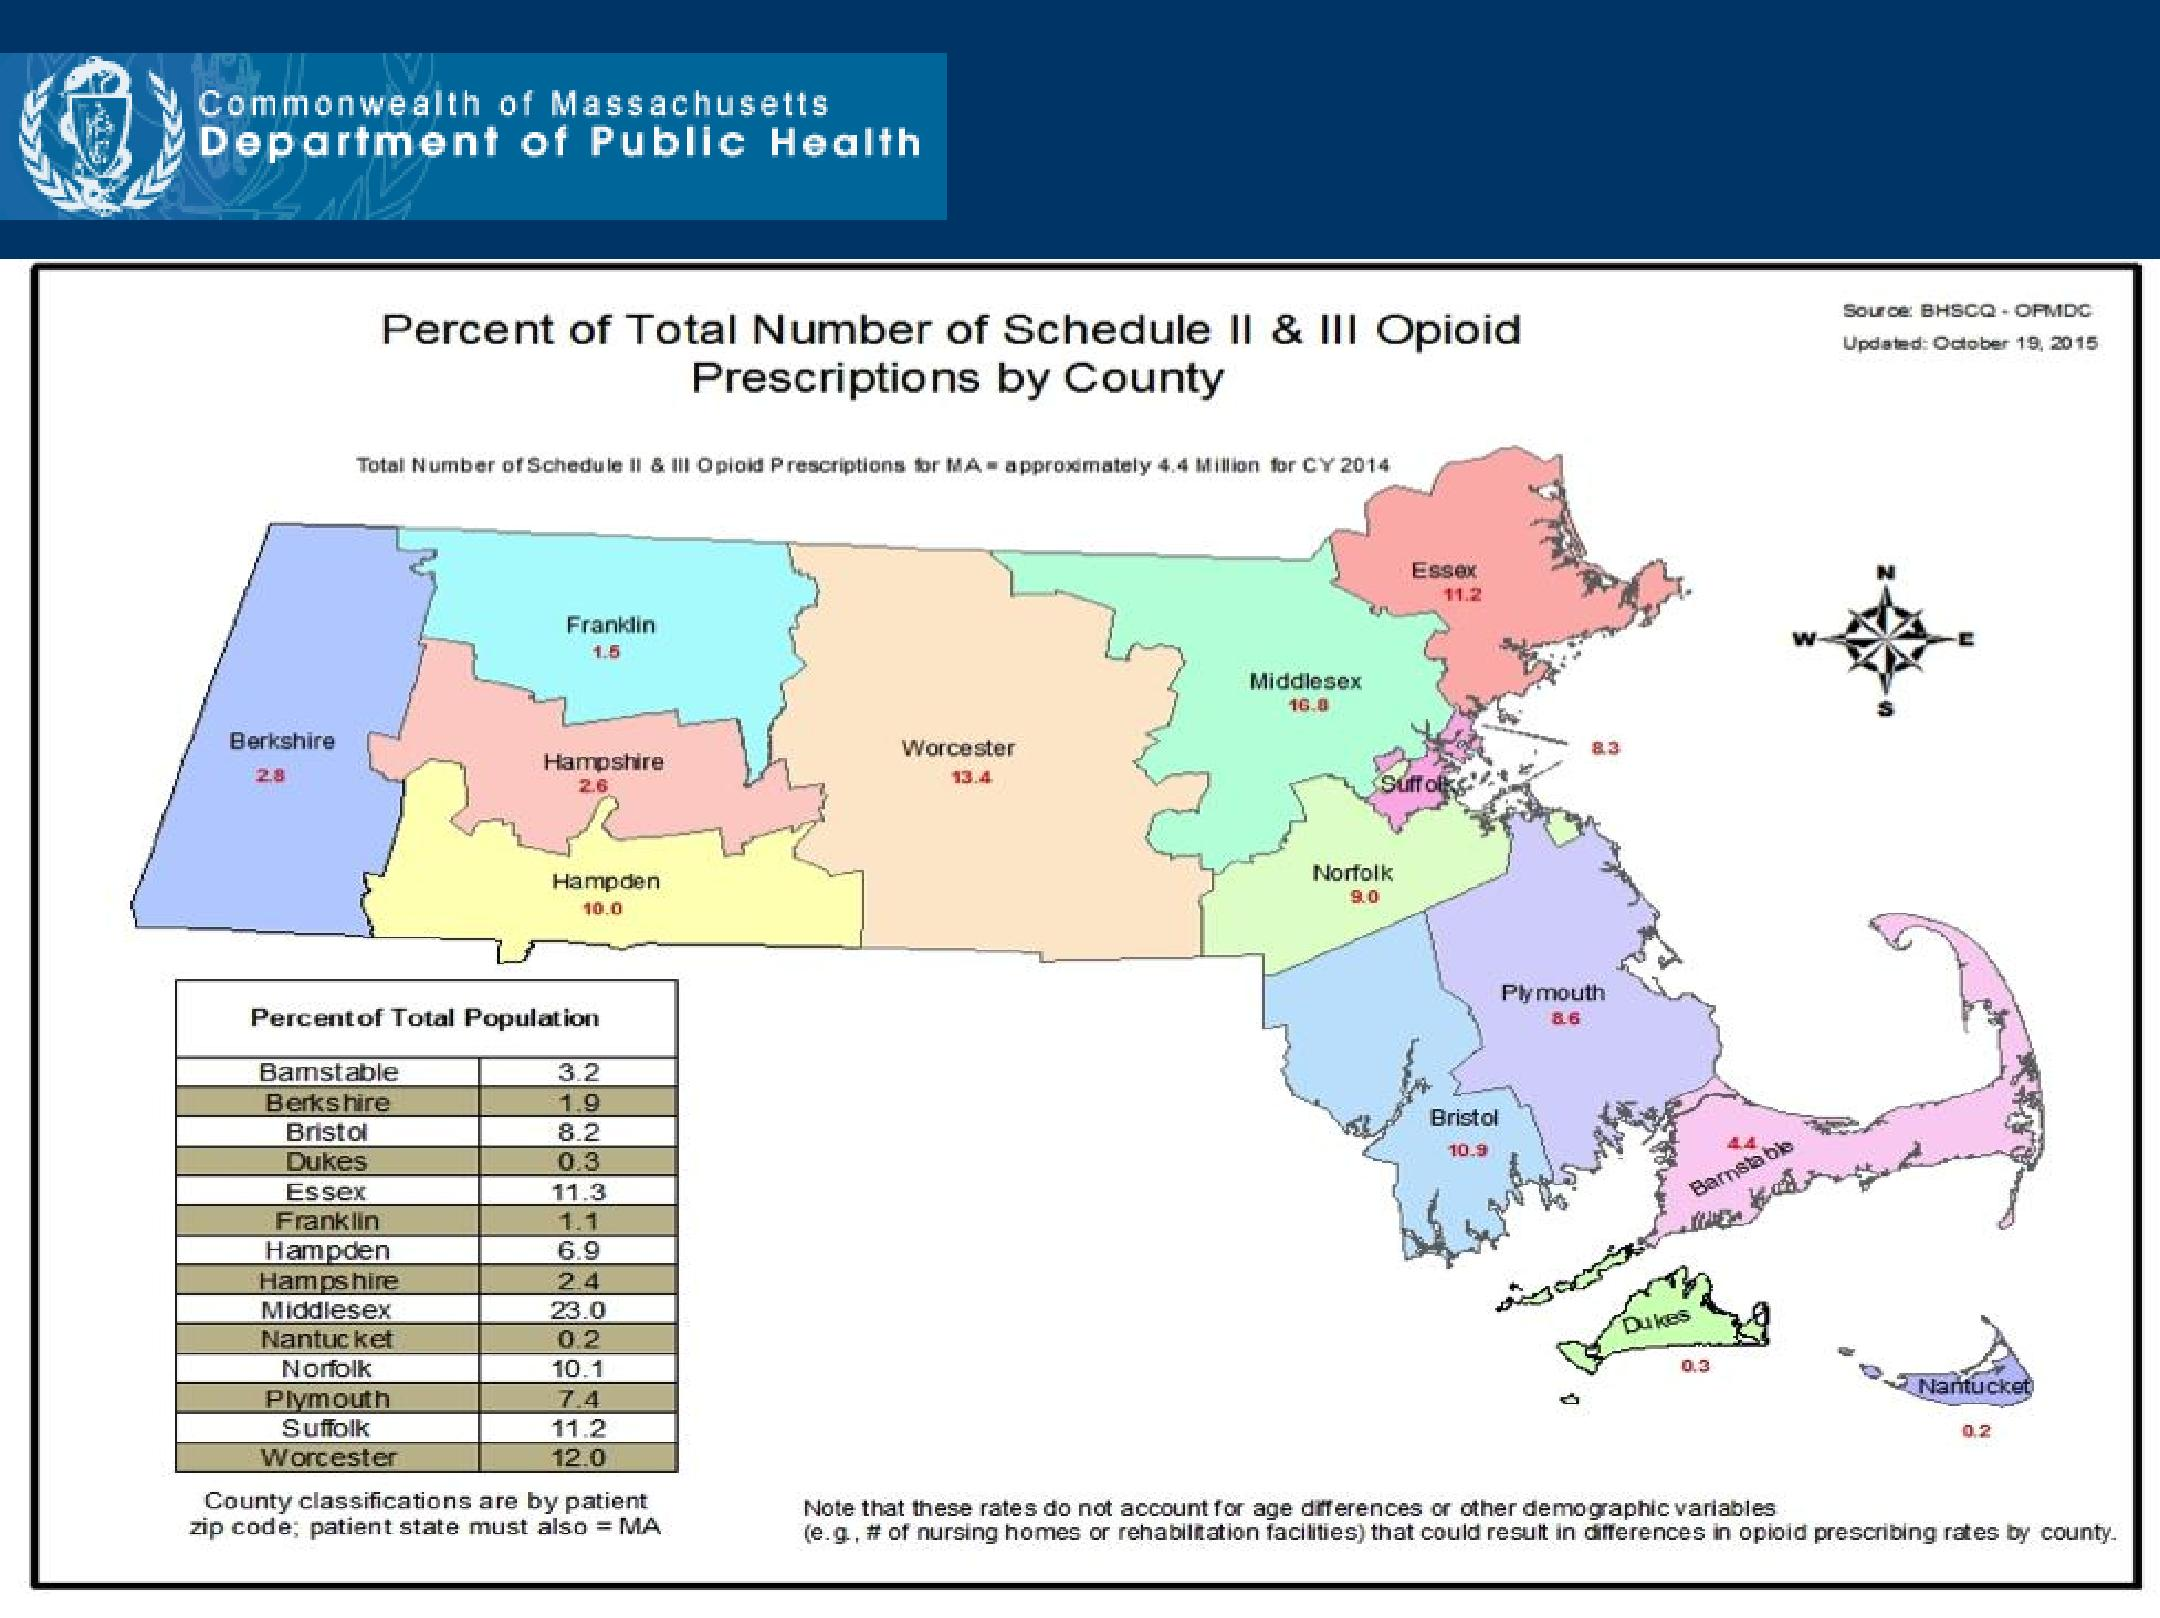 Commonwealth of Massachusetts
Department of Public Health
Percent of Total Number of Schedule II & III Opioid
Prescriptions by County
Source: BHSCQ - OPMDC
Updated: October 19, 2015
Total Number of Schedule II & III Opioid Prescriptions for MA = approximately 4.4 Million for CY 2014
Essex
11.2
N
W E
S
Franklin
1.5
Middlesex
16.8
Berkshire
2.8
Hampshire
2.6
Worcester
13.4
8.3
Suffolk
Hampden
10.0
Norfolk
9.0
Plymouth
8.6
Bristol
10.9
4.4
Barnstable
Dukes
0.3
Nantucket
0.2
Percent of Total Population
Barnstable 3.2
Berkshire 1.9
Bristol 8.2
Dukes 0.3
Essex 11.3
Franklin 1.1
Hampden 6.9
Hampshire 2.4
Middlesex 23.0
Nantucket 0.2
Norfolk 10.1
Plymouth 7.4
Suffolk 11.2
Worcester 12.0
County classifications are by patient
zip code; patient state must also = MA
Note that these rates do not account for age differences or other demographic variables
(e.g., # of nursing homes or rehabilitation facilities) that could result in differences in opioid prescribing rates by county.